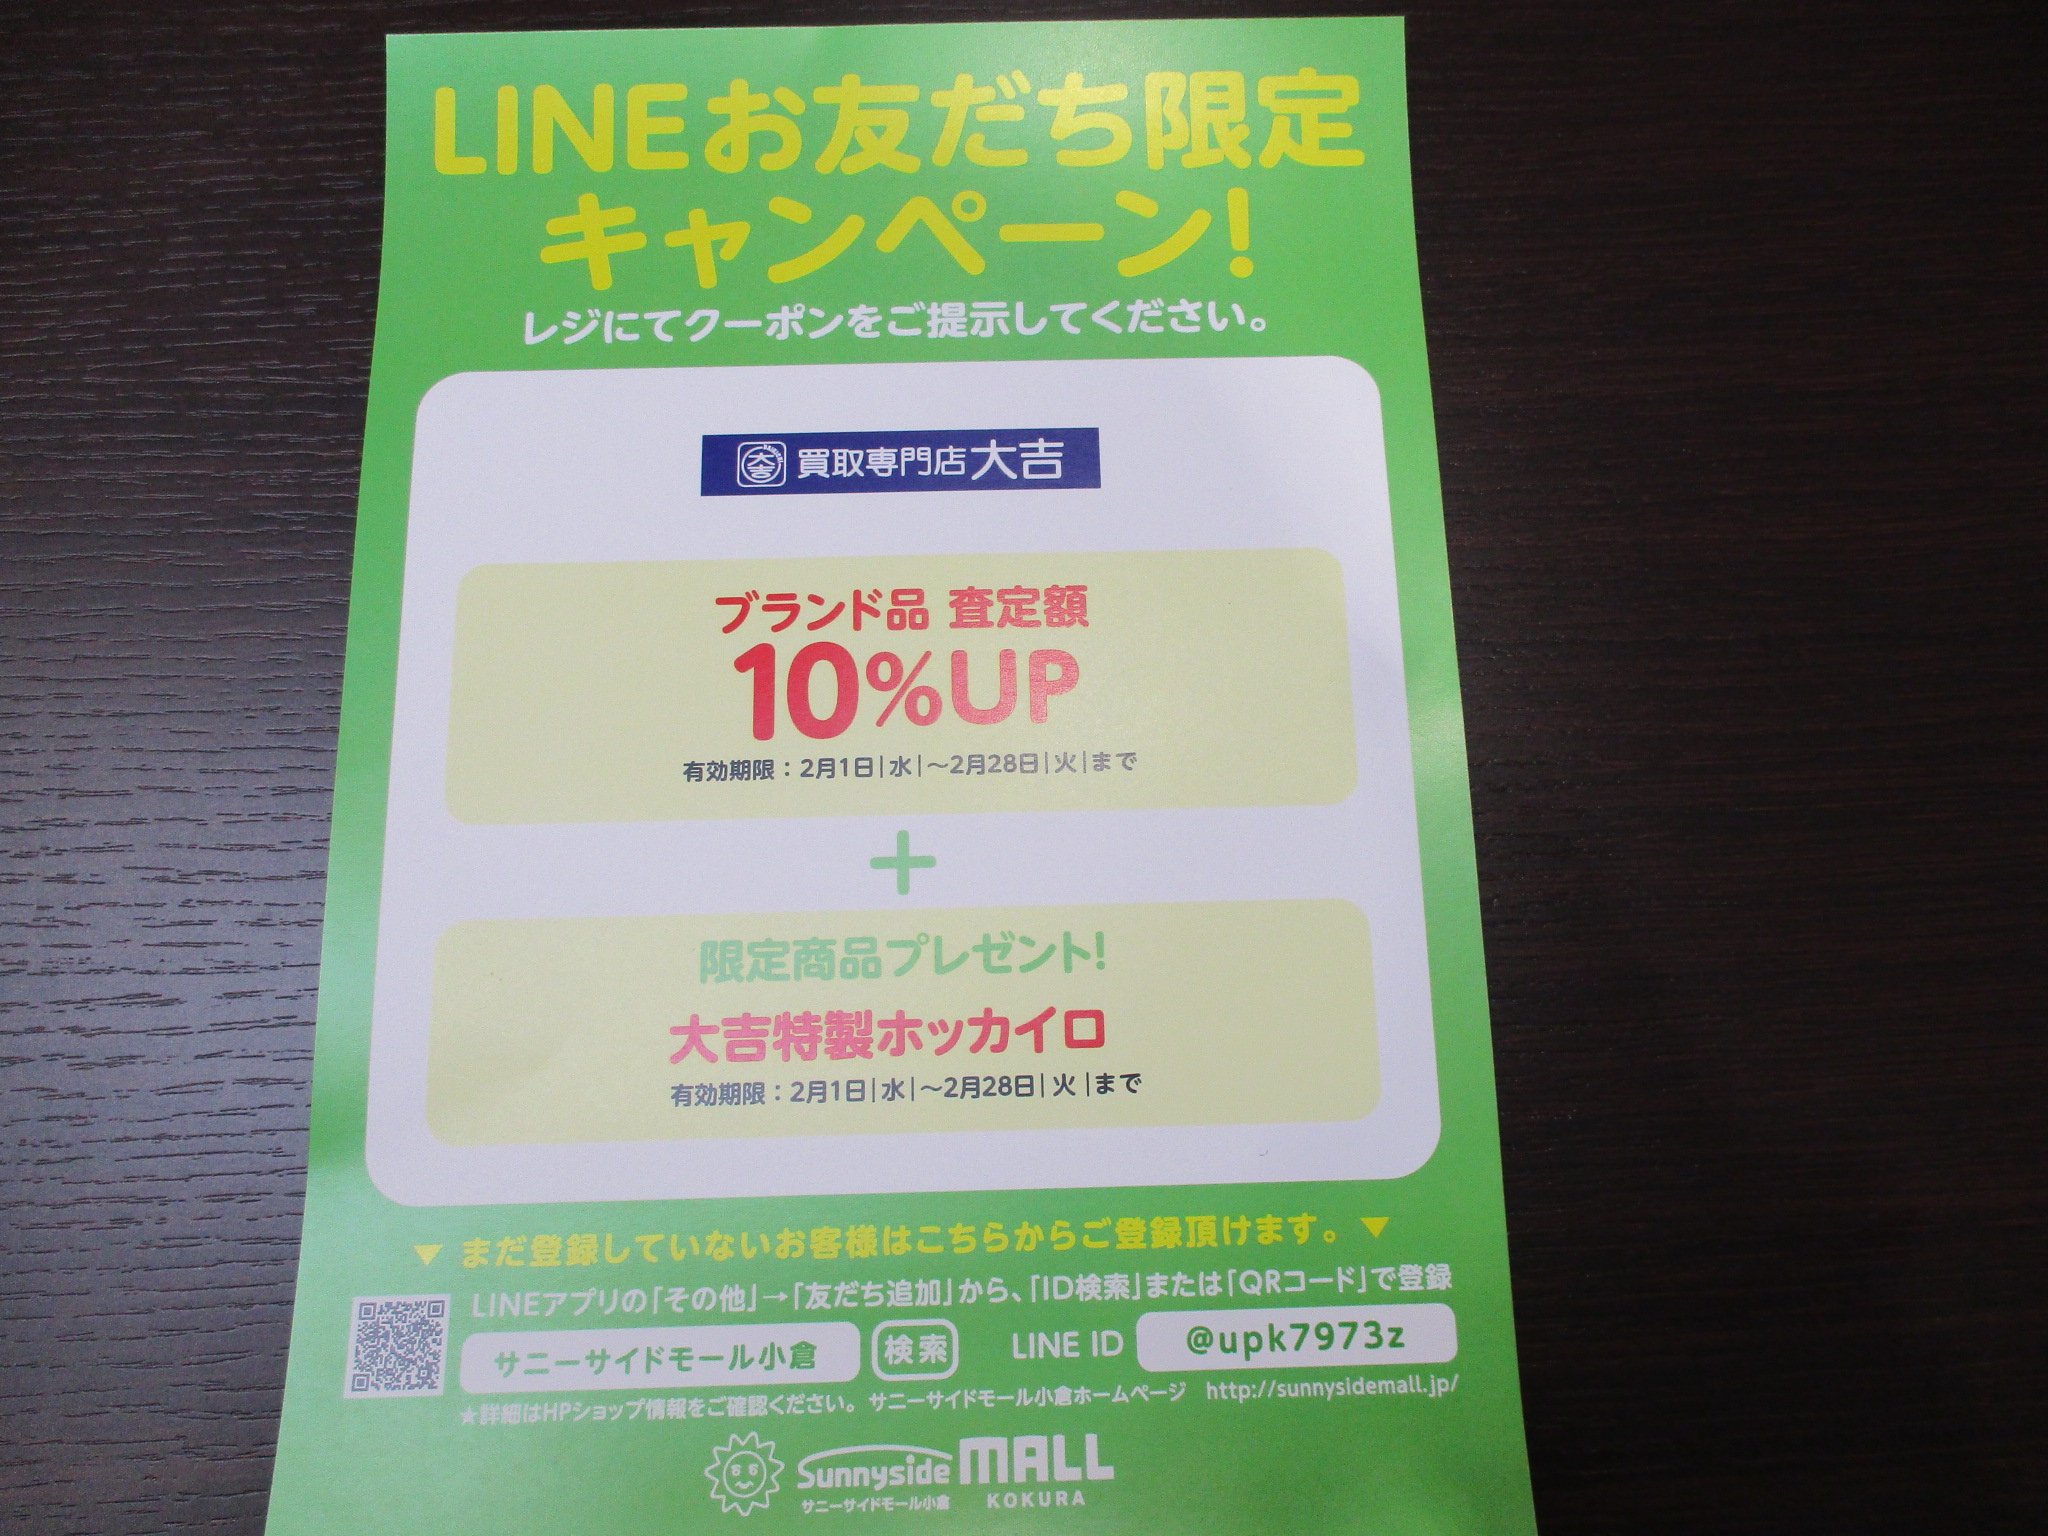 LINEお友だち限定
キャンペーン!
レジにてクーポンをご提示してください。
大吉 買取専門店 大吉
ブランド品 査定額
10%UP
有効期限：2月1日|水|～2月28日|火|まで
+
限定商品プレゼント!
大吉特製ホッカイロ
有効期限：2月1日|水|～2月28日|火|まで
▼ まだ登録していないお客様はこちらからご登録頂けます。 ▼
LINEアプリの「その他」→「友だち追加」から、「ID検索」または「QRコード」で登録
サニーサイドモール小倉 検索 LINE ID @upk7973z
★詳細はHPショップ情報をご確認ください。 サニーサイドモール小倉ホームページ http://sunnysidemall.jp/
Sunnyside MALL
サニーサイドモール小倉 KOKURA